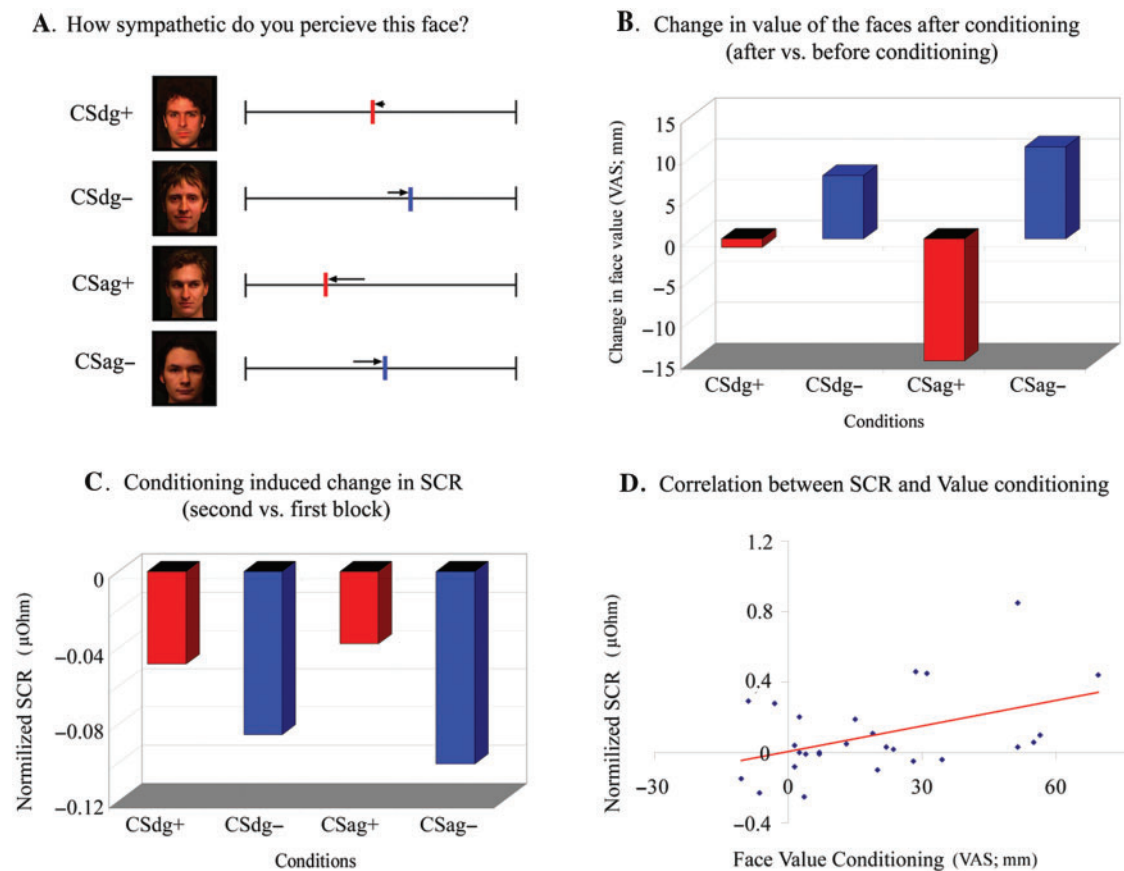 A. How sympathetic do you percieve this face?
CSdg+
CSdg–
CSag+
CSag–
B. Change in value of the faces after conditioning
(after vs. before conditioning)
Change in face value (VAS; mm)
15
10
5
0
–5
–10
–15
CSdg+ CSdg– CSag+ CSag–
Conditions
C. Conditioning induced change in SCR
(second vs. first block)
Normilized SCR (µOhm)
0
–0.04
–0.08
–0.12
CSdg+ CSdg– CSag+ CSag–
Conditions
D. Correlation between SCR and Value conditioning
Normilized SCR (µOhm)
1.2
0.8
0.4
0
–0.4
–30 0 30 60
Face Value Conditioning (VAS; mm)